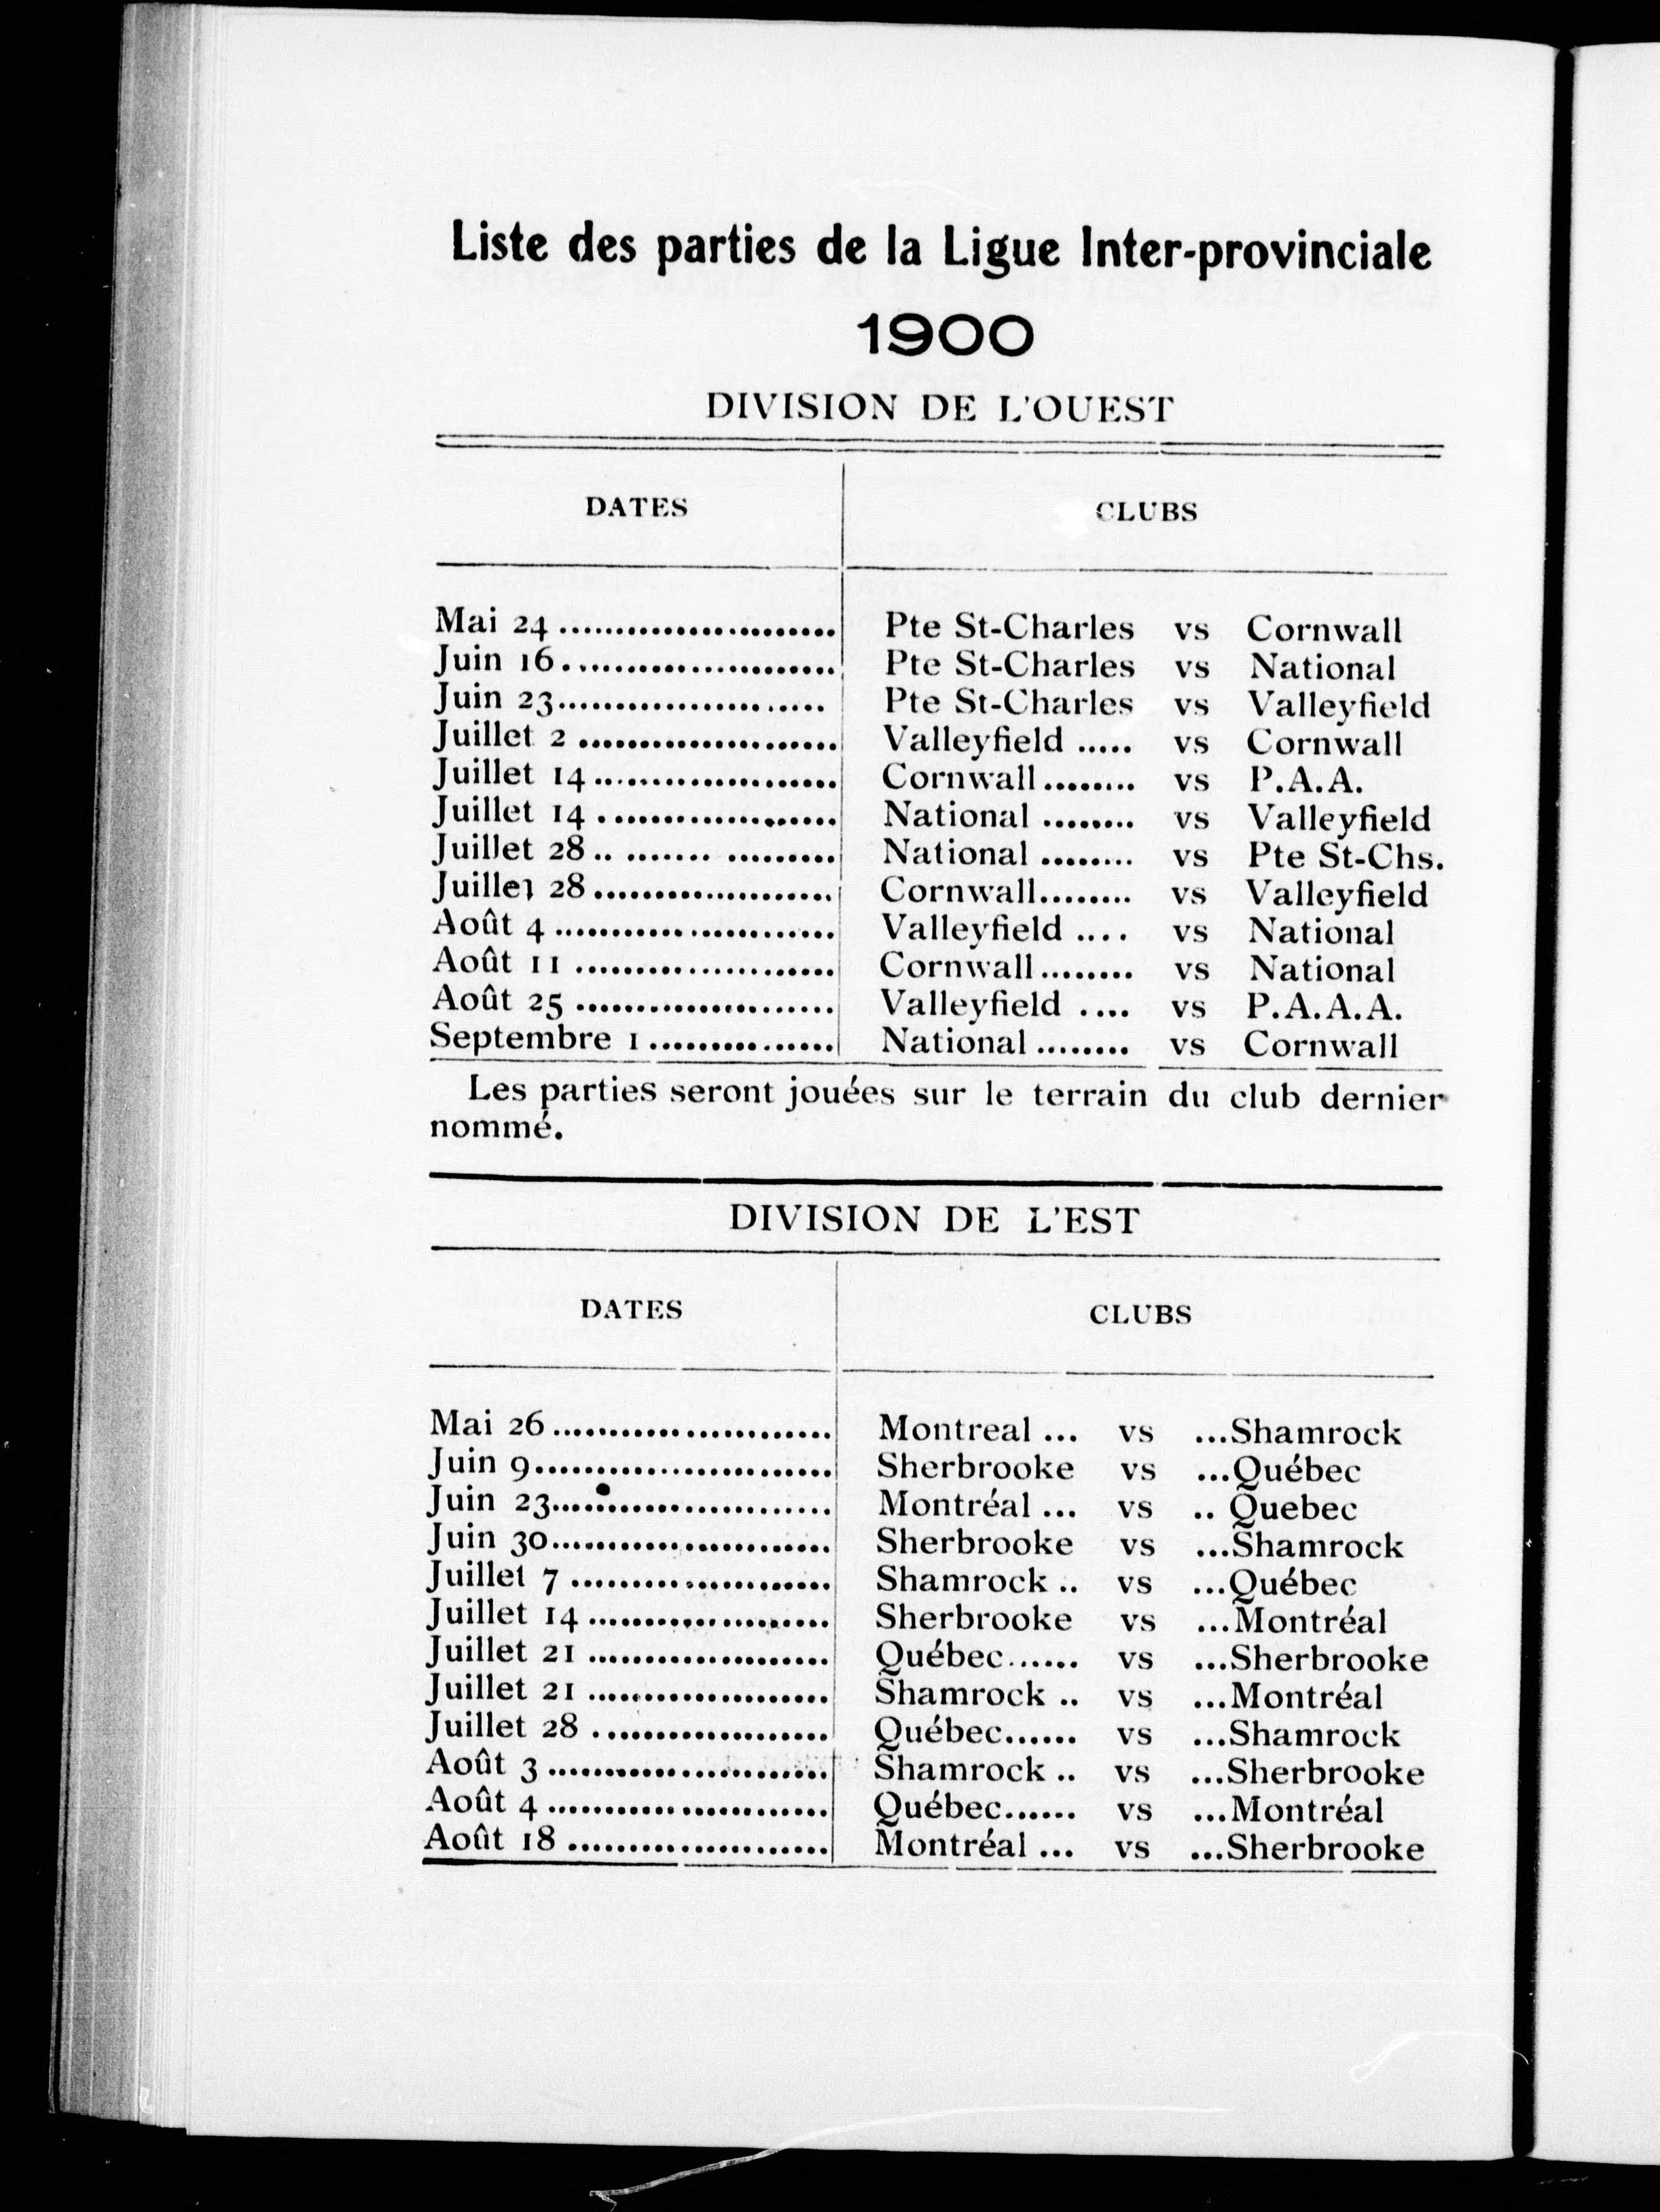 Liste des parties de la Ligue Inter-provinciale
1900
DIVISION DE L'OUEST
DATES CLUBS
Mai 24 ........................ Pte St-Charles vs Cornwall
Juin 16........................ Pte St-Charles vs National
Juin 23....................... Pte St-Charles vs Valleyfield
Juillet 2 ...................... Valleyfield ..... vs Cornwall
Juillet 14..................... Cornwall........ vs P.A.A.
Juillet 14 .................... National ........ vs Valleyfield
Juillet 28.. ....... ......... National ........ vs Pte St-Chs.
Juillet 28.................... Cornwall........ vs Valleyfield
Août 4 ........................ Valleyfield .... vs National
Août 11 ...................... Cornwall........ vs National
Août 25 ...................... Valleyfield .... vs P.A.A.A.
Septembre 1............... National........ vs Cornwall
Les parties seront jouées sur le terrain du club dernier
nommé.
DIVISION DE L'EST
DATES CLUBS
Mai 26........................ Montreal ... vs ...Shamrock
Juin 9......................... Sherbrooke vs ...Québec
Juin 23........................ Montréal ... vs .. Quebec
Juin 30........................ Sherbrooke vs ...Shamrock
Juillet 7 ...................... Shamrock .. vs ...Québec
Juillet 14.................... Sherbrooke vs ...Montréal
Juillet 21 .................... Québec...... vs ...Sherbrooke
Juillet 21 .................... Shamrock .. vs ...Montréal
Juillet 28 .................... Québec...... vs ...Shamrock
Août 3........................ Shamrock .. vs ...Sherbrooke
Août 4........................ Québec...... vs ...Montréal
Août 18 ...................... Montréal ... vs ...Sherbrooke